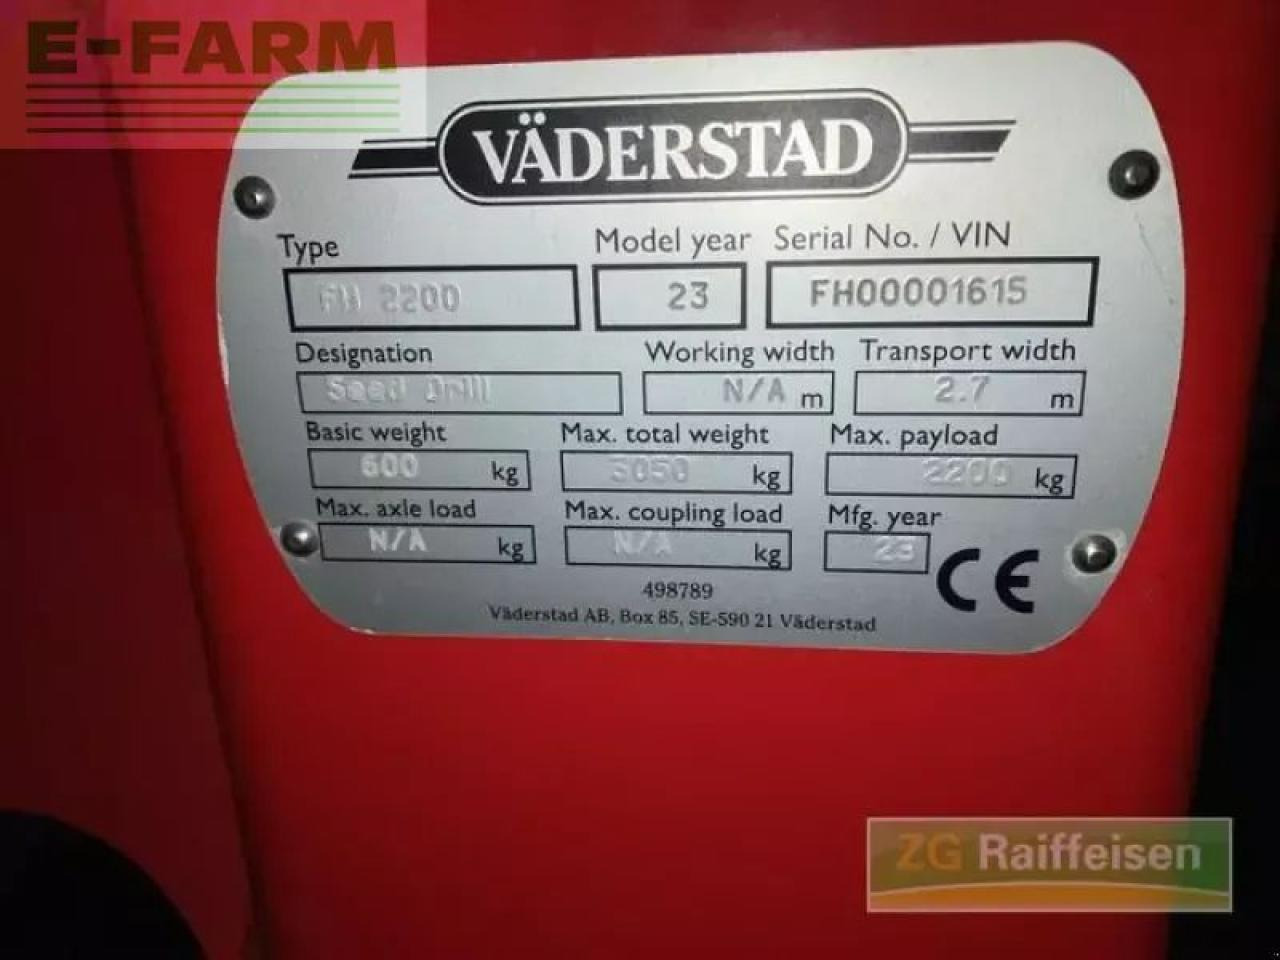 E-FARM
VÄDERSTAD
Type Model year Serial No. / VIN
FH 2200 23 FH00001615
Designation Working width Transport width
Seed Drill N/A m 2.7 m
Basic weight Max. total weight Max. payload
600 kg kg 2200 kg
Max. axle load Max. coupling load Mfg. year
N/A kg N/A kg 23 CE
498789
Väderstad AB, Box 85, SE-590 21 Väderstad
ZG Raiffeisen